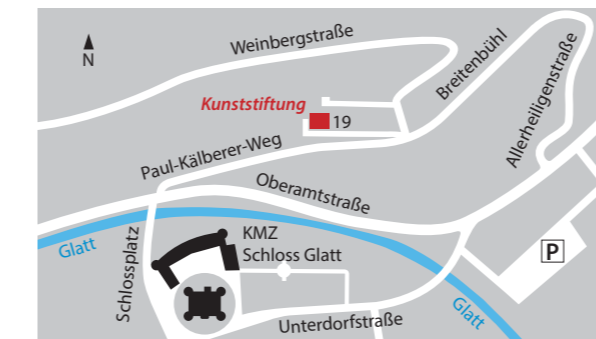 Weinbergstraße
N
Breitenbühl
Allerheiligenstraße
Kunststiftung
19
Paul-Kälberer-Weg
Oberamtstraße
Glatt
Schlossplatz
KMZ
Schloss Glatt
P
Glatt
Unterdorfstraße